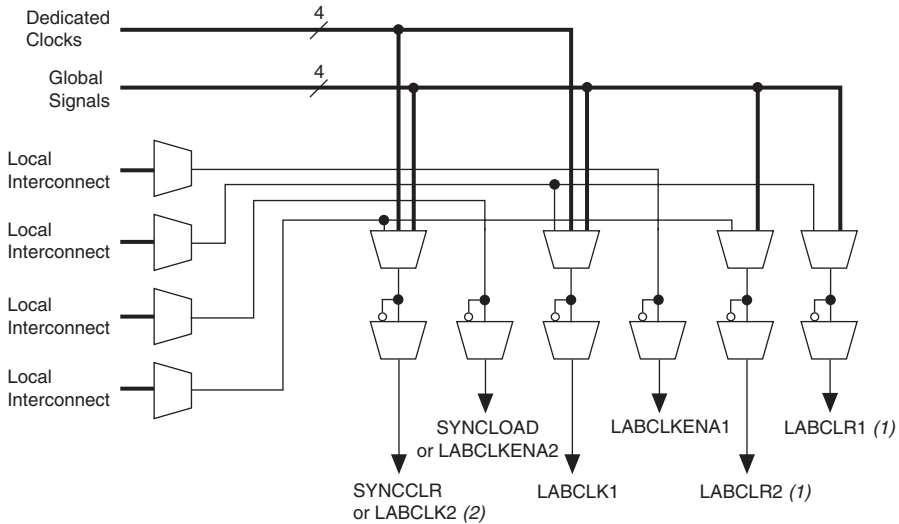 Dedicated
Clocks
4
Global
Signals
4
Local
Interconnect
Local
Interconnect
Local
Interconnect
Local
Interconnect
SYNCLOAD
or LABCLKENA2
LABCLKENA1
LABCLR1 (1)
SYNCCLR
or LABCLK2 (2)
LABCLK1
LABCLR2 (1)